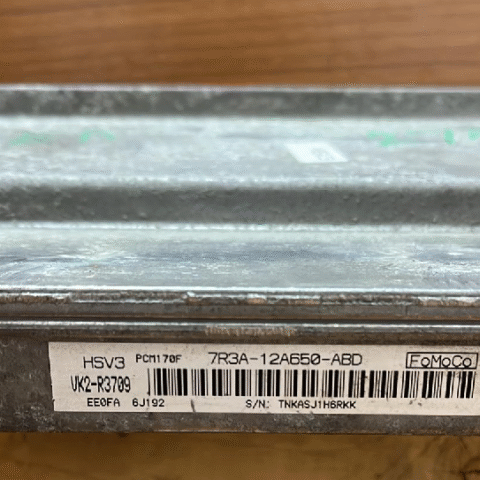 HSV3 PCM170F 7R3A-12A650-ABD FoMoCo
VK2-R3709
EE0FA 6J192 S/N: TNKASJ1H6RKK